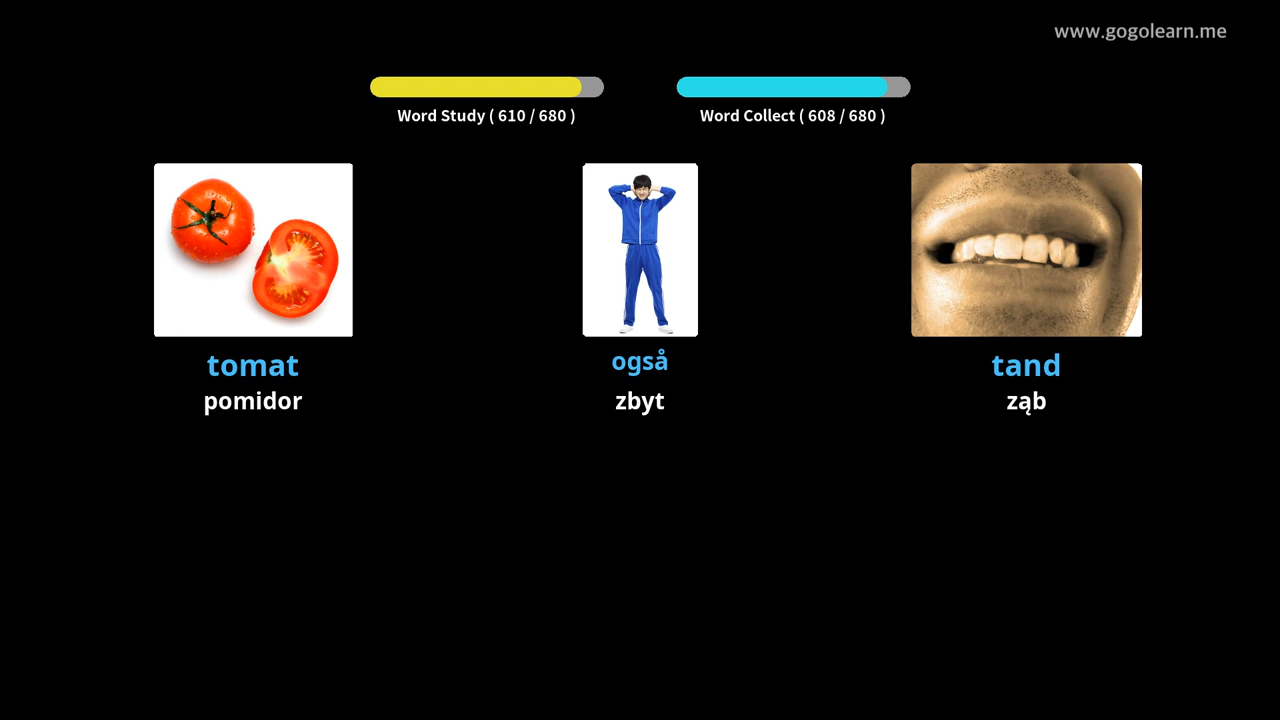 www.gogolearn.me
Word Study ( 610 / 680 )
Word Collect ( 608 / 680 )
tomat
pomidor
også
zbyt
tand
ząb